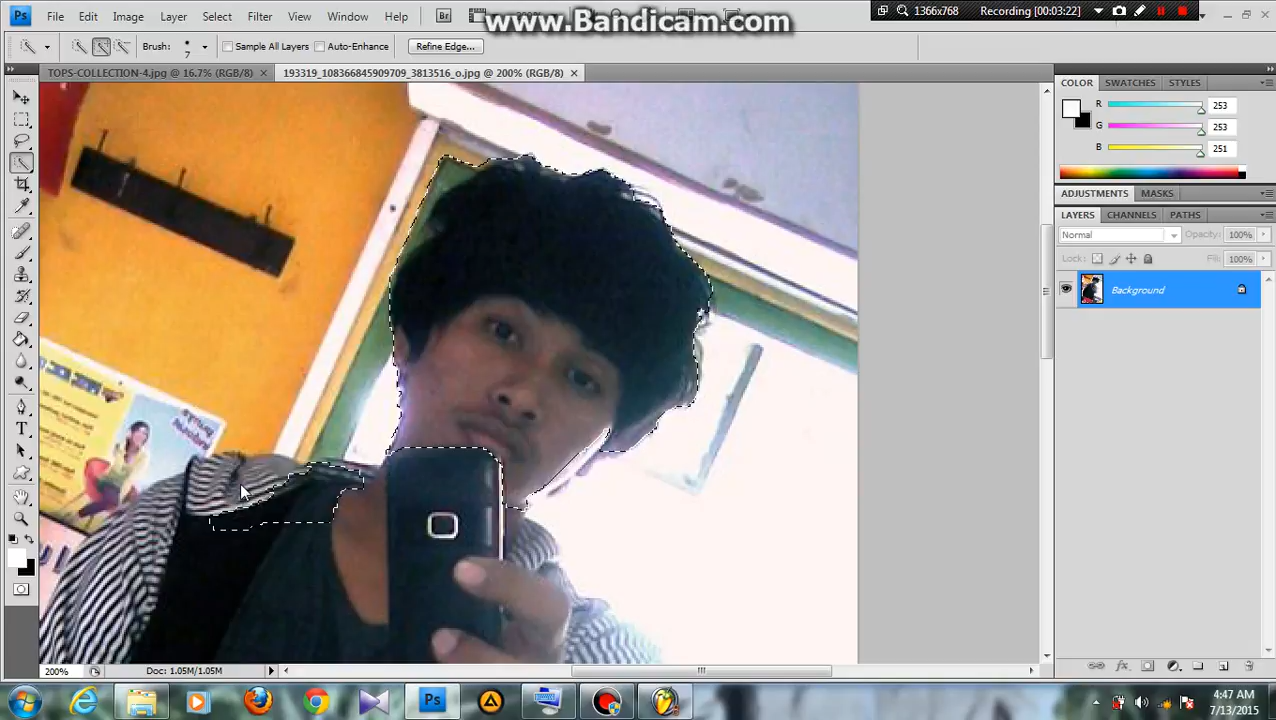 File Edit Image Layer Select Filter View Window Help Br
www.Bandicam.com
1366x768 Recording [00:03:22]
Brush: 7 Sample All Layers Auto-Enhance Refine Edge...
TOPS-COLLECTION-4.jpg @ 16.7% (RGB/8) × 193319_108366845909709_3813516_o.jpg @ 200% (RGB/8) ×
COLOR SWATCHES STYLES
R 253
G 253
B 251
ADJUSTMENTS MASKS
LAYERS CHANNELS PATHS
Normal Opacity: 100%
Lock: Fill: 100%
Background
200% Doc: 1.05M/1.05M
Ps
4:47 AM
7/13/2015